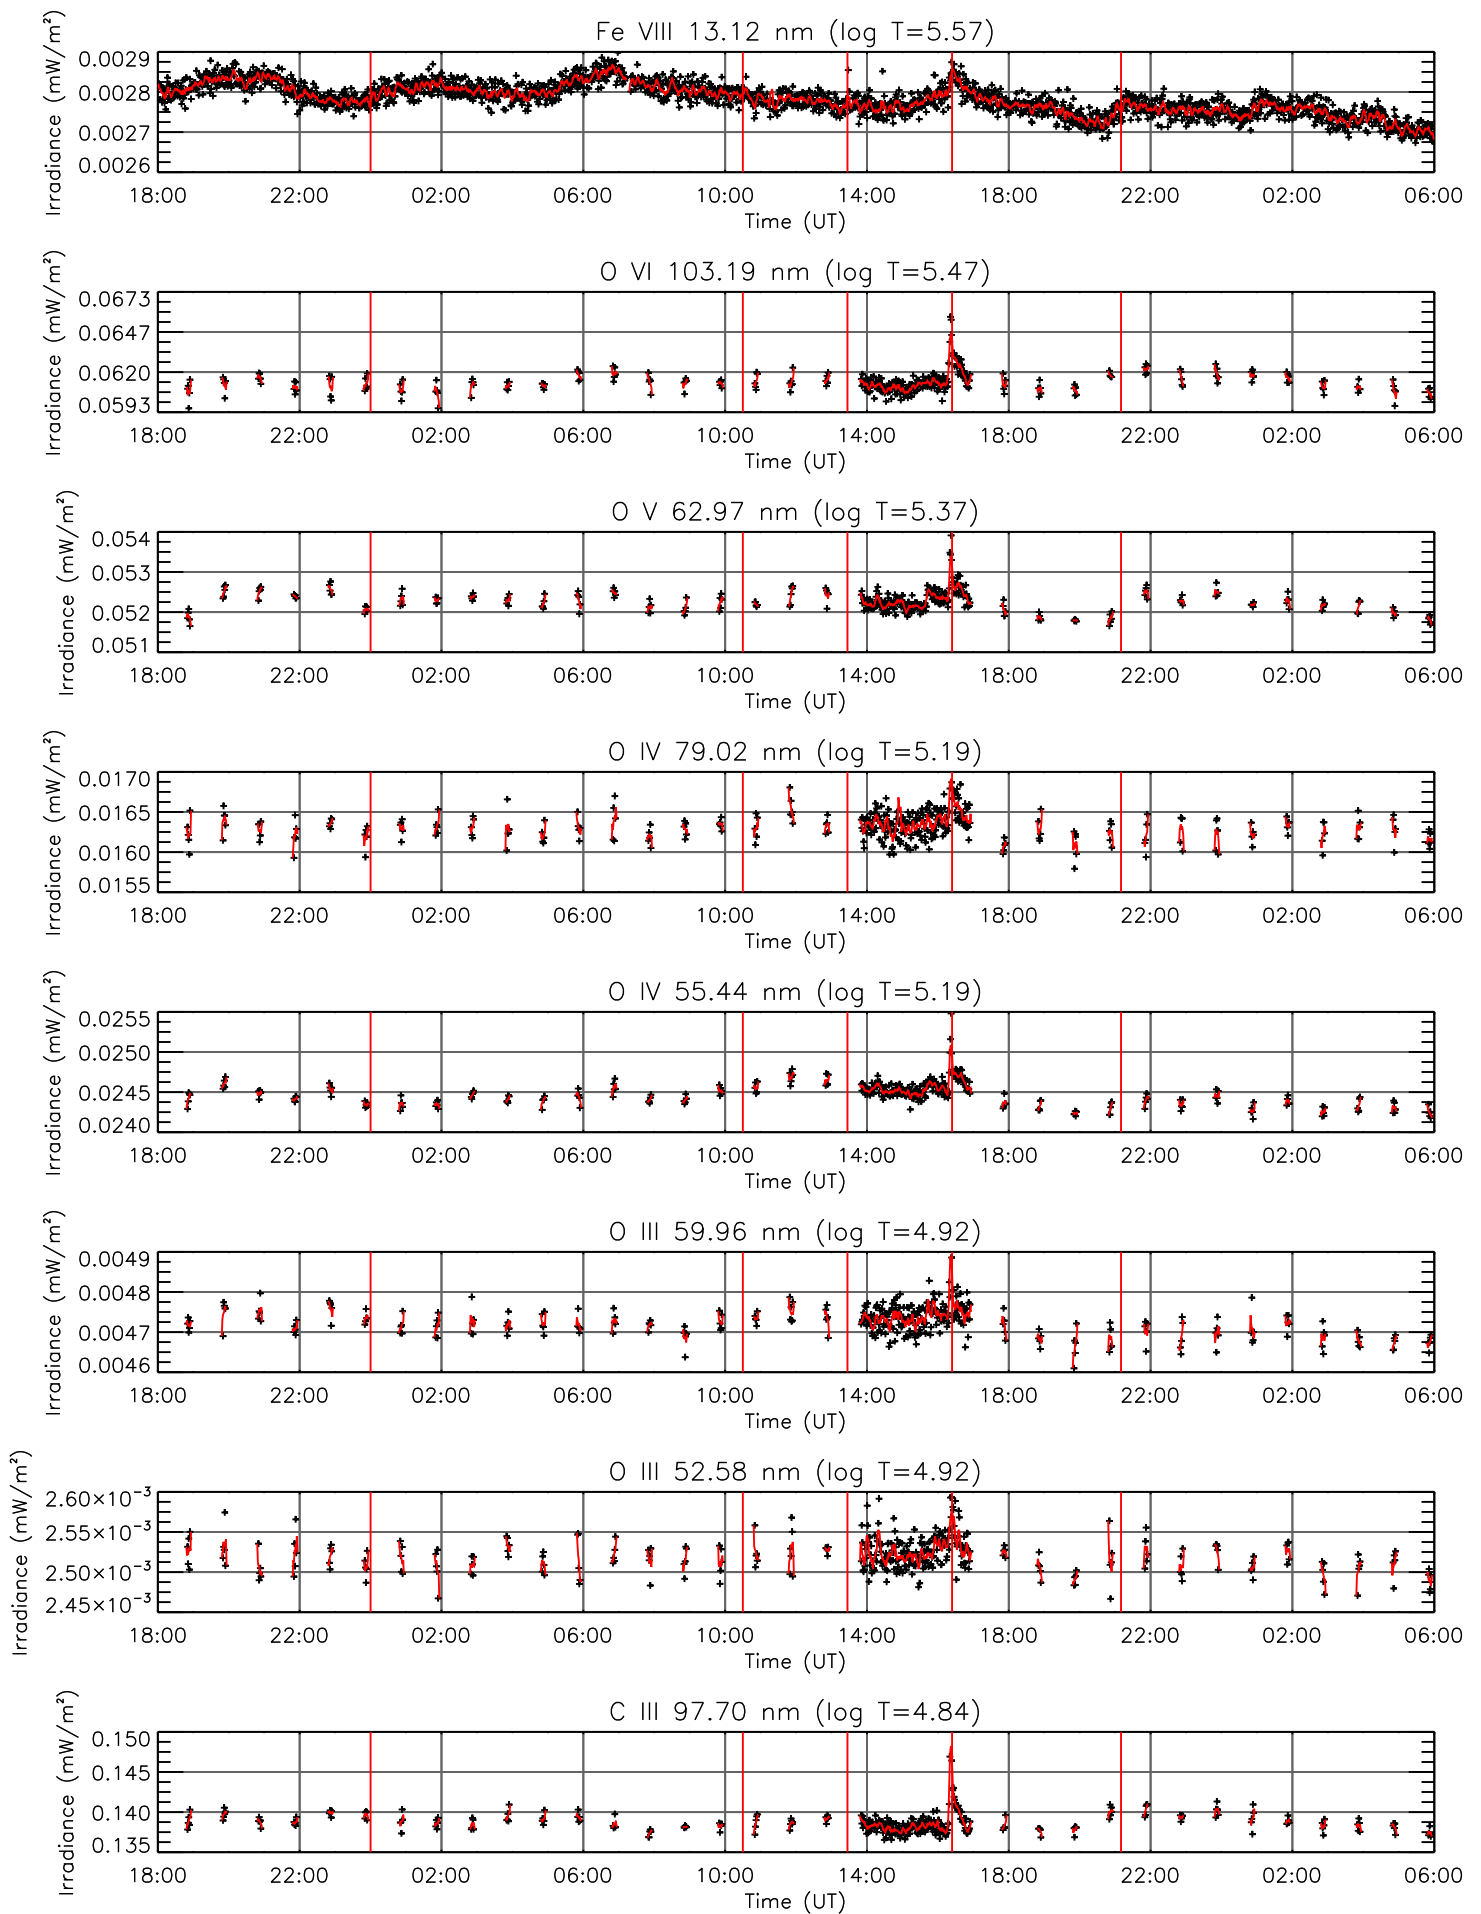 Fe VIII 13.12 nm (log T=5.57)
Irradiance (mW/m²)
0.0029
0.0028
0.0027
0.0026
18:00 22:00 02:00 06:00 10:00 14:00 18:00 22:00 02:00 06:00
Time (UT)
O VI 103.19 nm (log T=5.47)
Irradiance (mW/m²)
0.0673
0.0647
0.0620
0.0593
18:00 22:00 02:00 06:00 10:00 14:00 18:00 22:00 02:00 06:00
Time (UT)
O V 62.97 nm (log T=5.37)
Irradiance (mW/m²)
0.054
0.053
0.052
0.051
18:00 22:00 02:00 06:00 10:00 14:00 18:00 22:00 02:00 06:00
Time (UT)
O IV 79.02 nm (log T=5.19)
Irradiance (mW/m²)
0.0170
0.0165
0.0160
0.0155
18:00 22:00 02:00 06:00 10:00 14:00 18:00 22:00 02:00 06:00
Time (UT)
O IV 55.44 nm (log T=5.19)
Irradiance (mW/m²)
0.0255
0.0250
0.0245
0.0240
18:00 22:00 02:00 06:00 10:00 14:00 18:00 22:00 02:00 06:00
Time (UT)
O III 59.96 nm (log T=4.92)
Irradiance (mW/m²)
0.0049
0.0048
0.0047
0.0046
18:00 22:00 02:00 06:00 10:00 14:00 18:00 22:00 02:00 06:00
Time (UT)
O III 52.58 nm (log T=4.92)
Irradiance (mW/m²)
2.60×10⁻³
2.55×10⁻³
2.50×10⁻³
2.45×10⁻³
18:00 22:00 02:00 06:00 10:00 14:00 18:00 22:00 02:00 06:00
Time (UT)
C III 97.70 nm (log T=4.84)
Irradiance (mW/m²)
0.150
0.145
0.140
0.135
18:00 22:00 02:00 06:00 10:00 14:00 18:00 22:00 02:00 06:00
Time (UT)